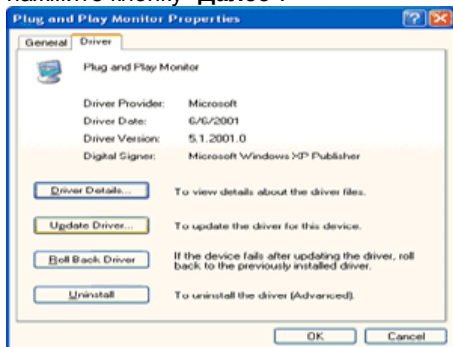 нажмите кнопку "Далее".
Plug and Play Monitor Properties
General
Driver
Plug and Play Monitor
Driver Provider: Microsoft
Driver Date: 6/6/2001
Driver Version: 5.1.2001.0
Digital Signer: Microsoft Windows XP Publisher
Driver Details...
To view details about the driver files.
Update Driver...
To update the driver for this device.
Roll Back Driver
If the device fails after updating the driver, roll
back to the previously installed driver.
Uninstall
To uninstall the driver (Advanced).
OK
Cancel